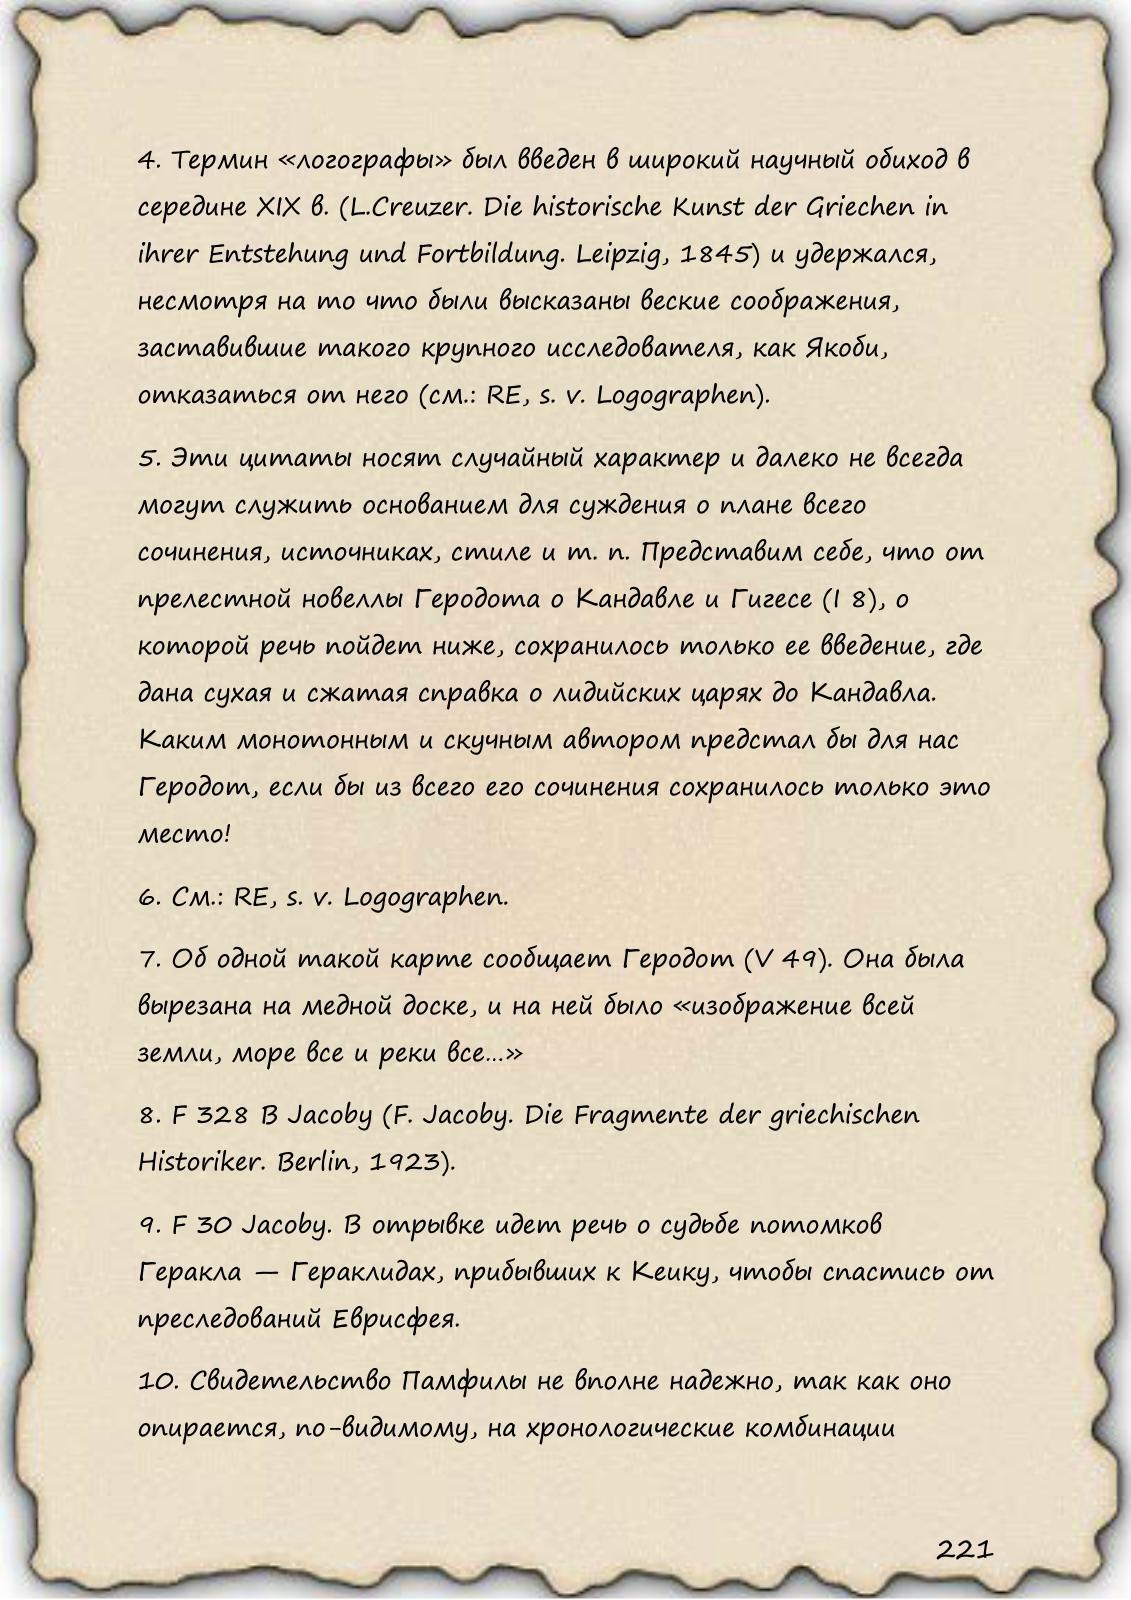 4. Термин «логографы» был введен в широкий научный обиход в
середине XIX в. (L.Creuzer. Die historische Kunst der Griechen in
ihrer Entstehung und Fortbildung. Leipzig, 1845) и удержался,
несмотря на то что были высказаны веские соображения,
заставившие такого крупного исследователя, как Якоби,
отказаться от него (см.: RE, s. v. Logographen).
5. Эти цитаты носят случайный характер и далеко не всегда
могут служить основанием для суждения о плане всего
сочинения, источниках, стиле и т. п. Представим себе, что от
прелестной новеллы Геродота о Кандавле и Гигесе (I 8), о
которой речь пойдет ниже, сохранилось только ее введение, где
дана сухая и сжатая справка о лидийских царях до Кандавла.
Каким монотонным и скучным автором предстал бы для нас
Геродот, если бы из всего его сочинения сохранилось только это
место!
6. См.: RE, s. v. Logographen.
7. Об одной такой карте сообщает Геродот (V 49). Она была
вырезана на медной доске, и на ней было «изображение всей
земли, море все и реки все...»
8. F 328 B Jacoby (F. Jacoby. Die Fragmente der griechischen
Historiker. Berlin, 1923).
9. F 30 Jacoby. В отрывке идет речь о судьбе потомков
Геракла — Гераклидах, прибывших к Кеику, чтобы спастись от
преследований Еврисфея.
10. Свидетельство Памфилы не вполне надежно, так как оно
опирается, по-видимому, на хронологические комбинации
221